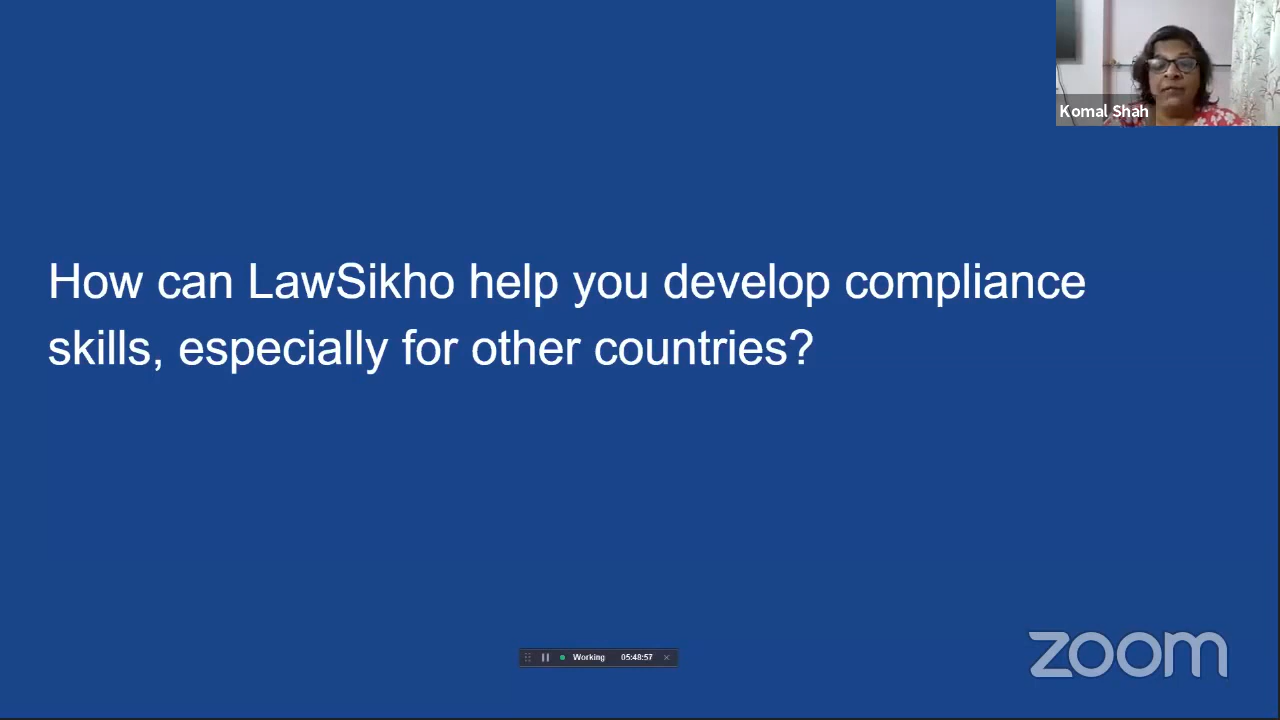 Komal Shah
How can LawSikho help you develop compliance
skills, especially for other countries?
Working 05:48:57
zoom